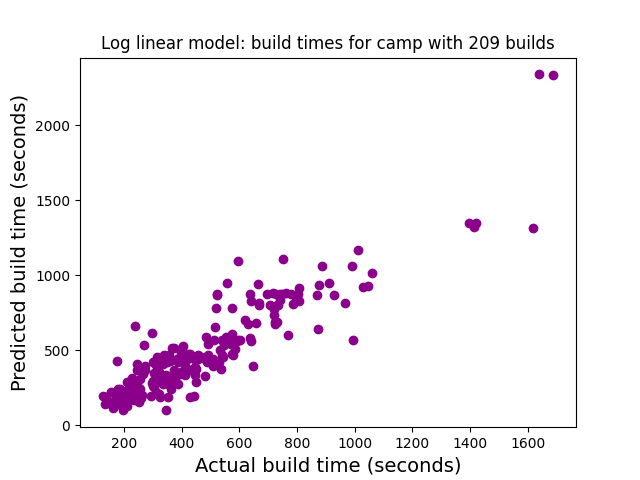 Log linear model: build times for camp with 209 builds
Predicted build time (seconds)
2000
1500
1000
500
0
200 400 600 800 1000 1200 1400 1600
Actual build time (seconds)